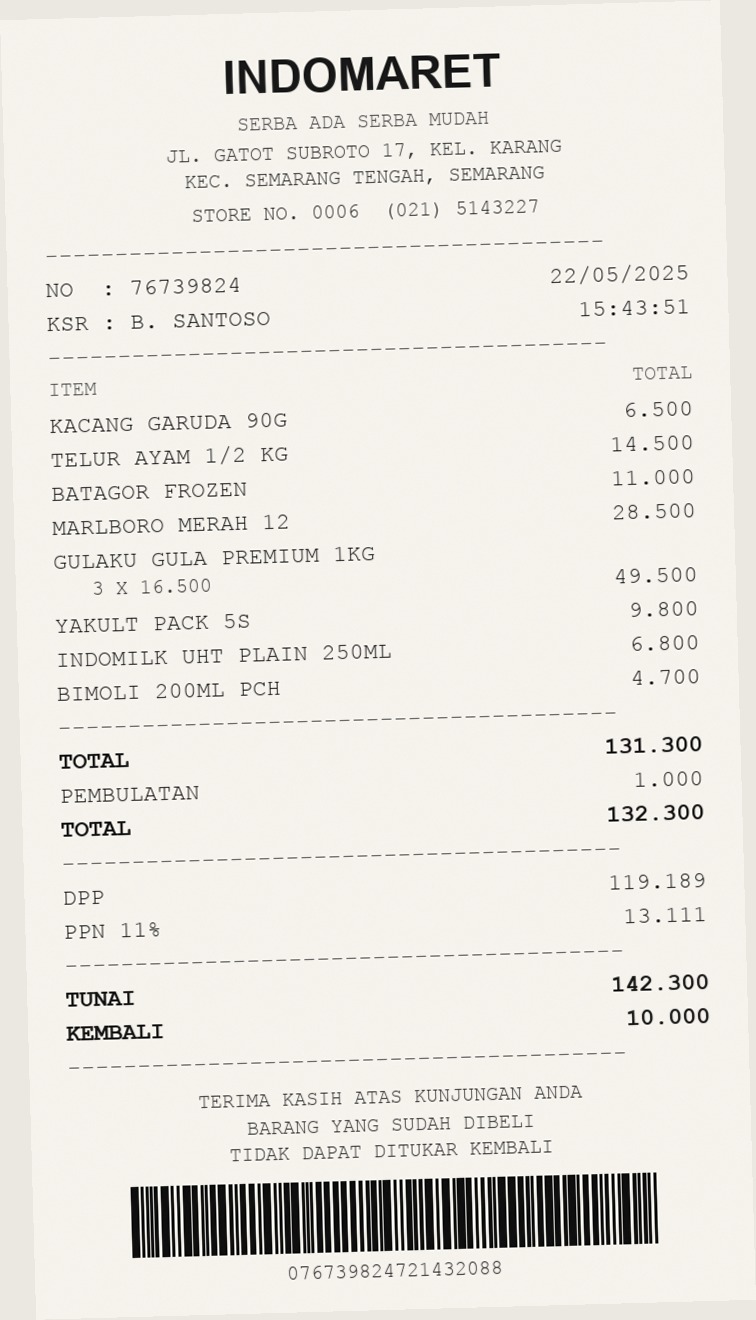 INDOMARET
SERBA ADA SERBA MUDAH
JL. GATOT SUBROTO 17, KEL. KARANG
KEC. SEMARANG TENGAH, SEMARANG
STORE NO. 0006 (021) 5143227
NO : 76739824 22/05/2025
KSR : B. SANTOSO 15:43:51
ITEM TOTAL
KACANG GARUDA 90G 6.500
TELUR AYAM 1/2 KG 14.500
BATAGOR FROZEN 11.000
MARLBORO MERAH 12 28.500
GULAKU GULA PREMIUM 1KG
3 X 16.500 49.500
YAKULT PACK 5S 9.800
INDOMILK UHT PLAIN 250ML 6.800
BIMOLI 200ML PCH 4.700
TOTAL 131.300
PEMBULATAN 1.000
TOTAL 132.300
DPP 119.189
PPN 11% 13.111
TUNAI 142.300
KEMBALI 10.000
TERIMA KASIH ATAS KUNJUNGAN ANDA
BARANG YANG SUDAH DIBELI
TIDAK DAPAT DITUKAR KEMBALI
076739824721432088